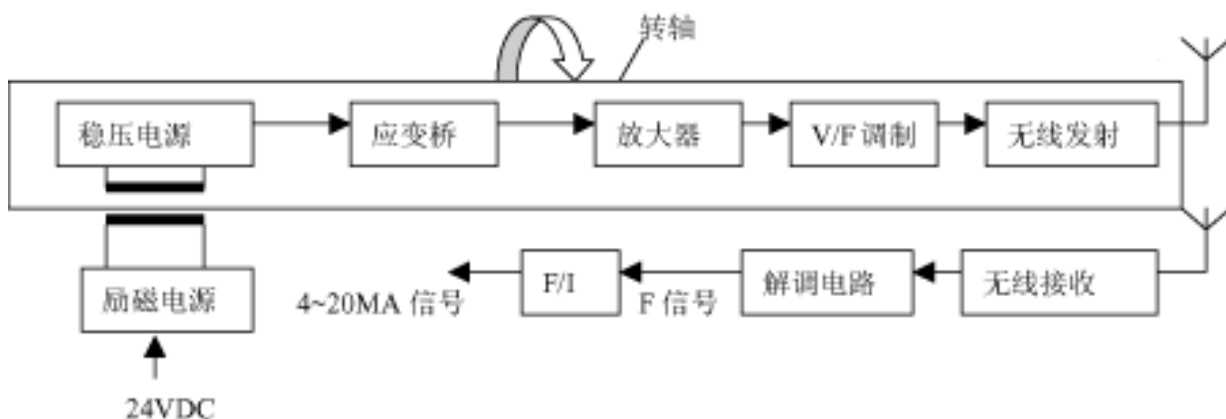 转轴
稳压电源
应变桥
放大器
V/F 调制
无线发射
励磁电源
4~20MA 信号
F/I
F 信号
解调电路
无线接收
24VDC